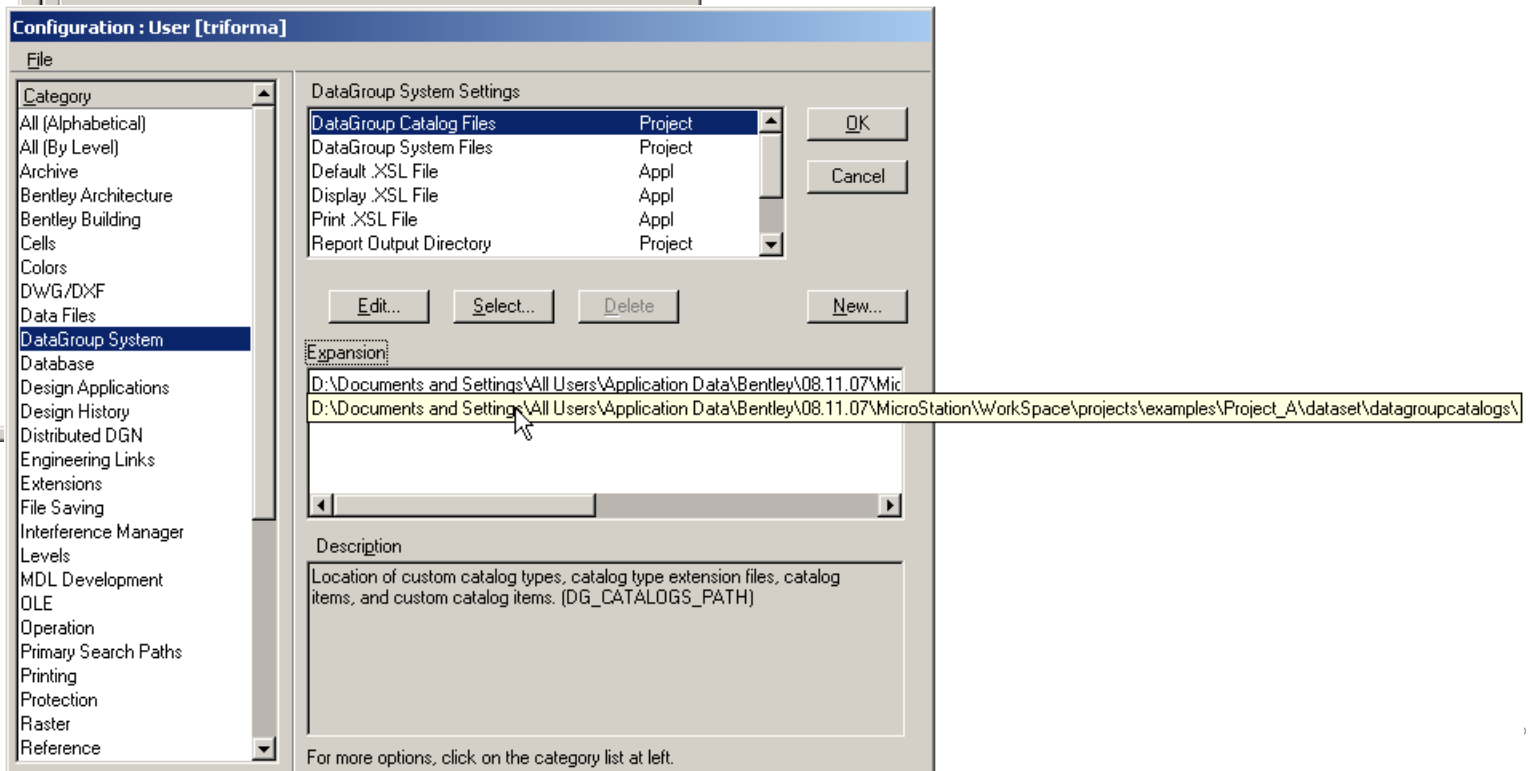 Configuration : User [triforma]
File
Category
All (Alphabetical)
All (By Level)
Archive
Bentley Architecture
Bentley Building
Cells
Colors
DWG/DXF
Data Files
DataGroup System
Database
Design Applications
Design History
Distributed DGN
Engineering Links
Extensions
File Saving
Interference Manager
Levels
MDL Development
OLE
Operation
Primary Search Paths
Printing
Protection
Raster
Reference
DataGroup System Settings
DataGroup Catalog Files Project
DataGroup System Files Project
Default .XSL File Appl
Display .XSL File Appl
Print .XSL File Appl
Report Output Directory Project
OK
Cancel
Edit... Select... Delete New...
Expansion
D:\Documents and Settings\All Users\Application Data\Bentley\08.11.07\Mic
D:\Documents and Settings\All Users\Application Data\Bentley\08.11.07\MicroStation\WorkSpace\projects\examples\Project_A\dataset\datagroupcatalogs\
Description
Location of custom catalog types, catalog type extension files, catalog
items, and custom catalog items. (DG_CATALOGS_PATH)
For more options, click on the category list at left.